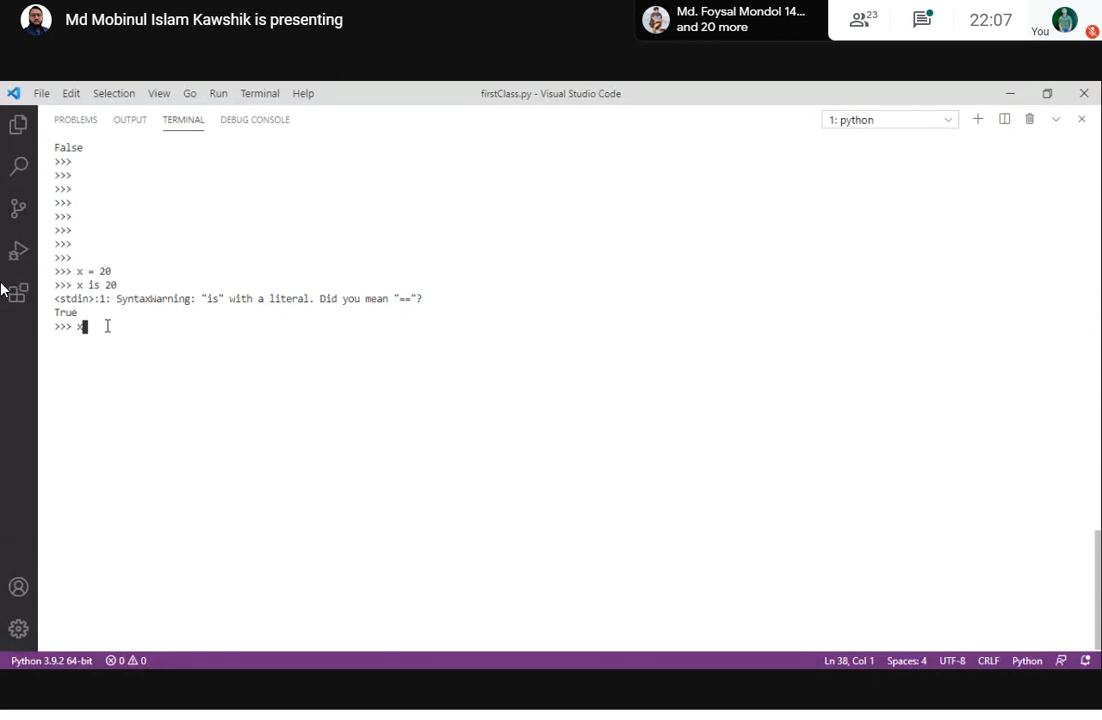 Md Mobinul Islam Kawshik is presenting
Md. Foysal Mondol 14...
and 20 more
23
22:07
You
File Edit Selection View Go Run Terminal Help
firstClass.py - Visual Studio Code
PROBLEMS OUTPUT TERMINAL DEBUG CONSOLE
1: python
False
>>>
>>>
>>>
>>>
>>>
>>>
>>>
>>>
>>> x = 20
>>> x is 20
<stdin>:1: SyntaxWarning: "is" with a literal. Did you mean "=="?
True
>>> x
Python 3.9.2 64-bit 0 0
Ln 38, Col 1 Spaces: 4 UTF-8 CRLF Python